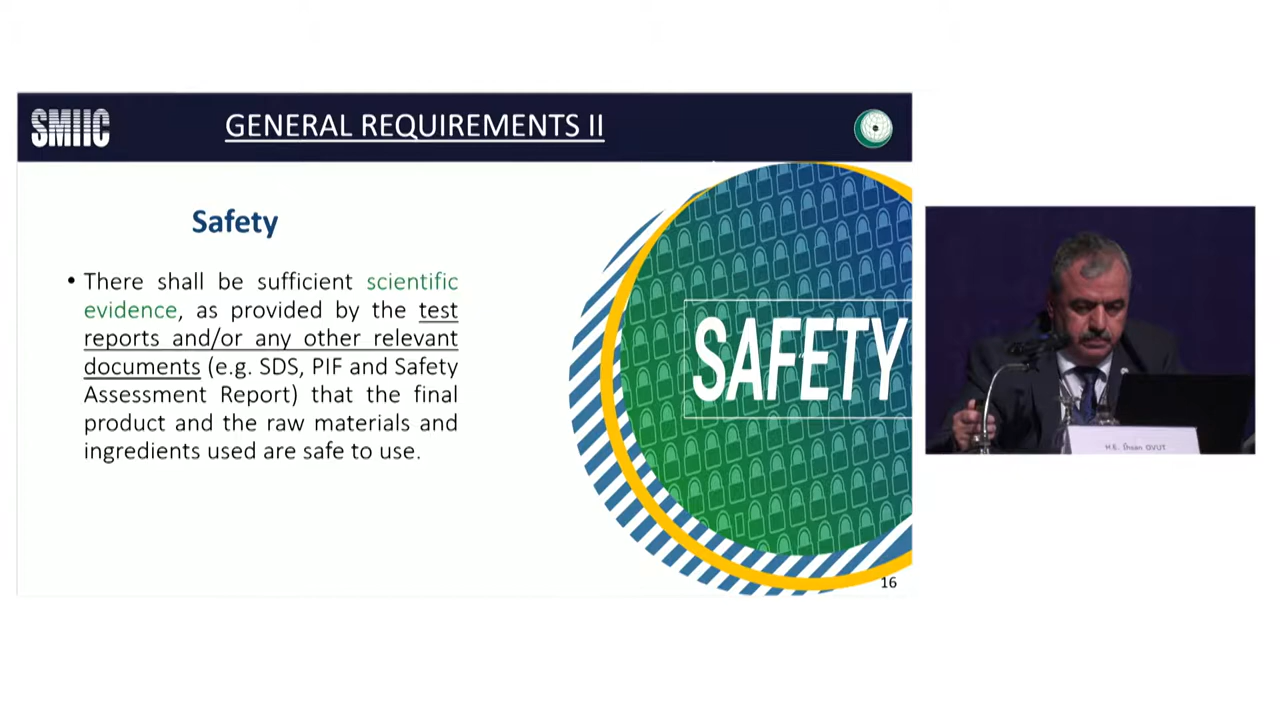 SMIIC
GENERAL REQUIREMENTS II
Safety
• There shall be sufficient scientific
evidence, as provided by the test
reports and/or any other relevant
documents (e.g. SDS, PIF and Safety
Assessment Report) that the final
product and the raw materials and
ingredients used are safe to use.
SAFETY
16
H.E. İhsan OVUT